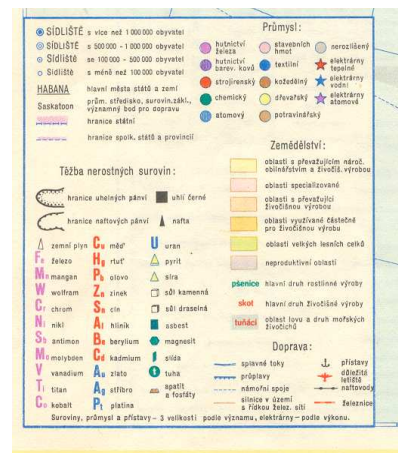 SÍDLIŠTĚ s více než 1 000 000 obyvatel
SÍDLIŠTĚ s 500 000 - 1 000 000 obyvatel
Sídliště se 100 000 - 500 000 obyvatel
Sídliště s méně než 100 000 obyvatel
HABANA hlavní města států a zemí
Saskatoon prům. středisko, surovin.zákl., významný bod pro dopravu
hranice státní
hranice spolk. států a provincií
Průmysl:
hutnictví železa
stavebních hmot
nerozlišený
hutnictví barev. kovů
textilní
elektrárny tepelné
strojírenský
kožedělný
elektrárny vodní
chemický
dřevařský
elektrárny atomové
atomový
potravinářský
Těžba nerostných surovin:
hranice uhelných pánví
uhlí černé
hranice naftových pánví
nafta
Fe železo
Mn mangan
W wolfram
Cr chrom
Ni nikl
Sb antimon
Mo molybden
V vanadium
Ti titan
Co kobalt
zemní plyn
Cu měď
Hg rtuť
Pb olovo
Zn zinek
Sn cín
Al hliník
Be berylium
Cd kadmium
Au zlato
Ag stříbro
Pt platina
U uran
pyrit
síra
sůl kamenná
sůl draselná
asbest
magnezit
slída
tuha
apatit a fosfáty
Zemědělství:
oblasti s převažujícím nároč. obilnářstvím a živočiš. výrobou
oblasti specializované
oblasti s převažující živočišnou výrobou
oblasti využívané částečně pro živočišnou výrobu
oblasti velkých lesních celků
neproduktivní oblasti
pšenice hlavní druh rostlinné výroby
skot hlavní druh živočišné výroby
tuňáci oblast lovu a druh mořských živočichů
Doprava:
splavné toky
přístavy
průplavy
důležitá letiště
námořní spoje
naftovody
silnice v území s řídkou želez. sítí
železnice
Suroviny, průmysl a přístavy - 3 velikosti podle významu, elektrárny - podle výkonu.